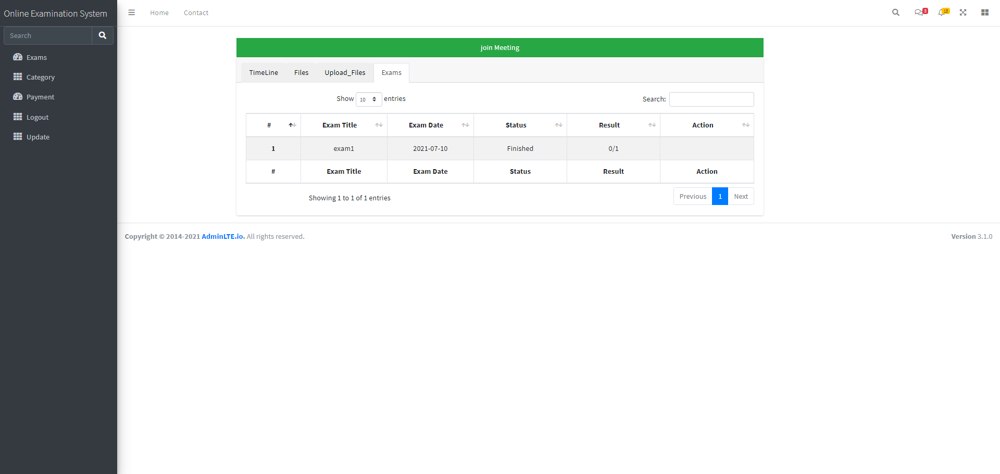 Online Examination System
Home
Contact
3
15
Search
Exams
Category
Payment
Logout
Update
join Meeting
TimeLine Files Upload_Files Exams
Show 10 entries
Search:
# Exam Title Exam Date Status Result Action
1 exam1 2021-07-10 Finished 0/1
# Exam Title Exam Date Status Result Action
Showing 1 to 1 of 1 entries
Previous 1 Next
Copyright © 2014-2021 AdminLTE.io. All rights reserved.
Version 3.1.0